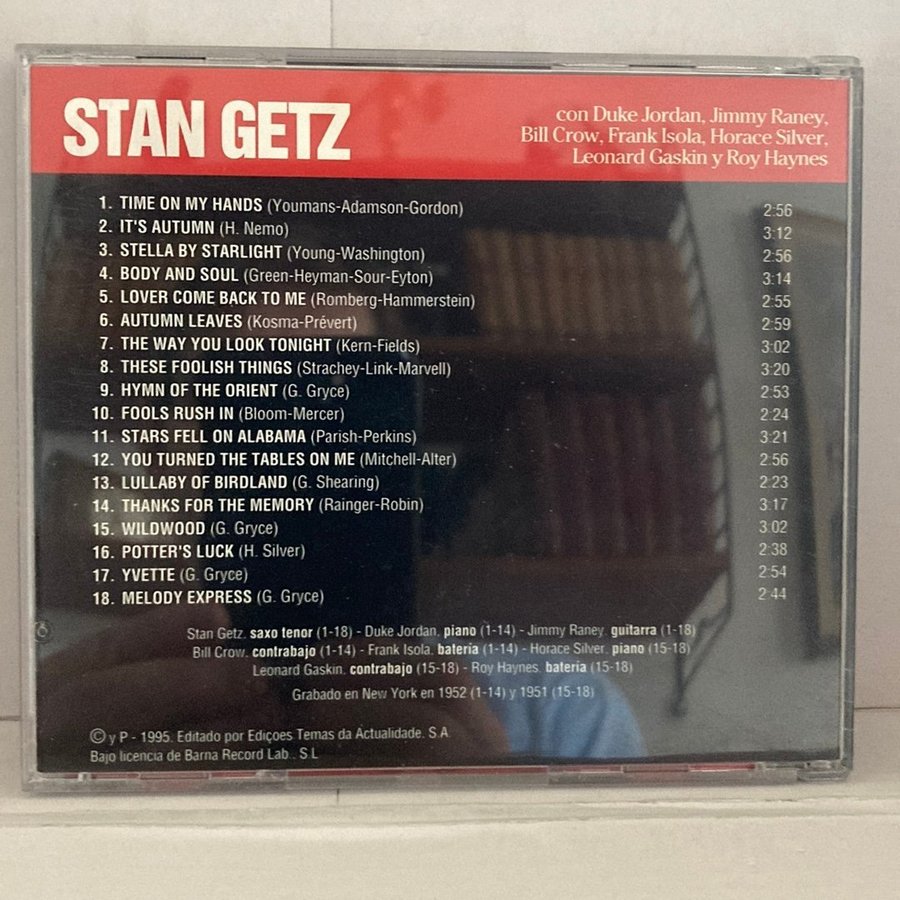 STAN GETZ
con Duke Jordan, Jimmy Raney,
Bill Crow, Frank Isola, Horace Silver,
Leonard Gaskin y Roy Haynes
1. TIME ON MY HANDS (Youmans-Adamson-Gordon) 2:56
2. IT'S AUTUMN (H. Nemo) 3:12
3. STELLA BY STARLIGHT (Young-Washington) 2:56
4. BODY AND SOUL (Green-Heyman-Sour-Eyton) 3:14
5. LOVER COME BACK TO ME (Romberg-Hammerstein) 2:55
6. AUTUMN LEAVES (Kosma-Prévert) 2:59
7. THE WAY YOU LOOK TONIGHT (Kern-Fields) 3:02
8. THESE FOOLISH THINGS (Strachey-Link-Marvell) 3:20
9. HYMN OF THE ORIENT (G. Gryce) 2:53
10. FOOLS RUSH IN (Bloom-Mercer) 2:24
11. STARS FELL ON ALABAMA (Parish-Perkins) 3:21
12. YOU TURNED THE TABLES ON ME (Mitchell-Alter) 2:56
13. LULLABY OF BIRDLAND (G. Shearing) 2:23
14. THANKS FOR THE MEMORY (Rainger-Robin) 3:17
15. WILDWOOD (G. Gryce) 3:02
16. POTTER'S LUCK (H. Silver) 2:38
17. YVETTE (G. Gryce) 2:54
18. MELODY EXPRESS (G. Gryce) 2:44
Stan Getz. saxo tenor (1-18) - Duke Jordan. piano (1-14) - Jimmy Raney. guitarra (1-18)
Bill Crow. contrabajo (1-14) - Frank Isola. batería (1-14) - Horace Silver. piano (15-18)
Leonard Gaskin. contrabajo (15-18) - Roy Haynes. batería (15-18)
Grabado en New York en 1952 (1-14) y 1951 (15-18)
© y P - 1995. Editado por Ediçoes Temas da Actualidade. S.A.
Bajo licencia de Barna Record Lab.. S.L